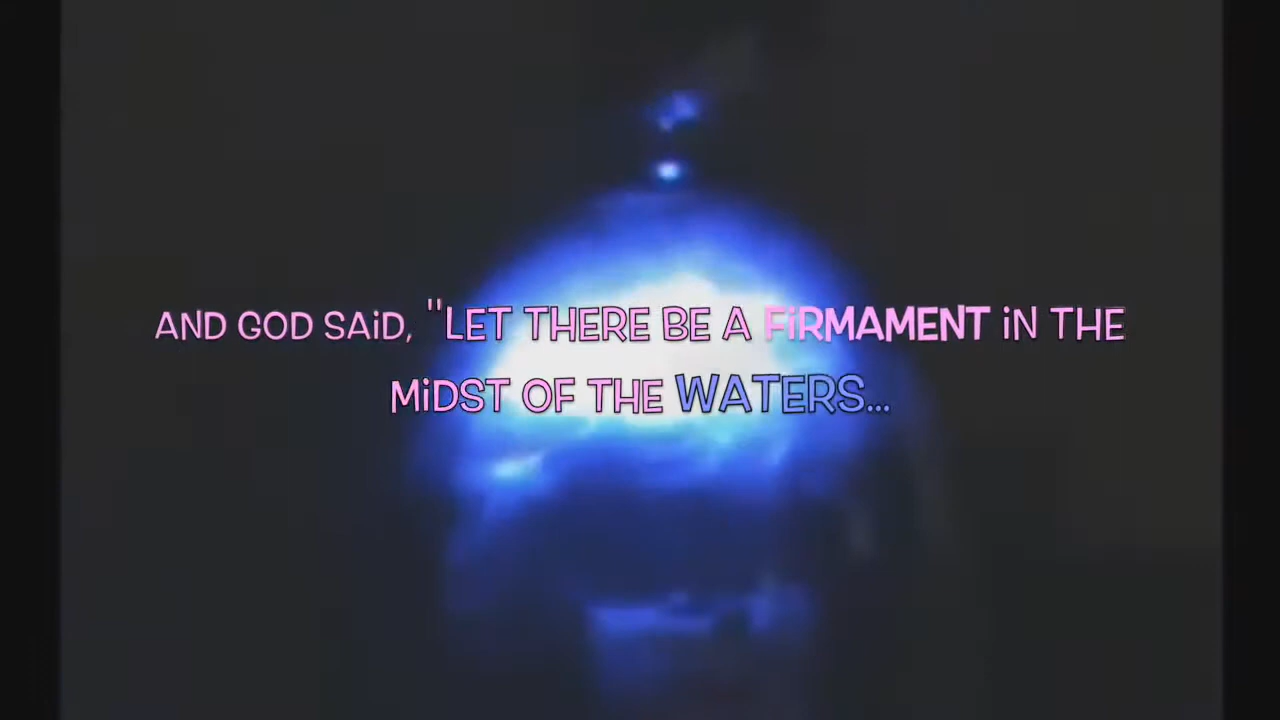 AND GOD SAiD, "LET THERE BE A FiRMAMENT iN THE
MiDST OF THE WATERS...